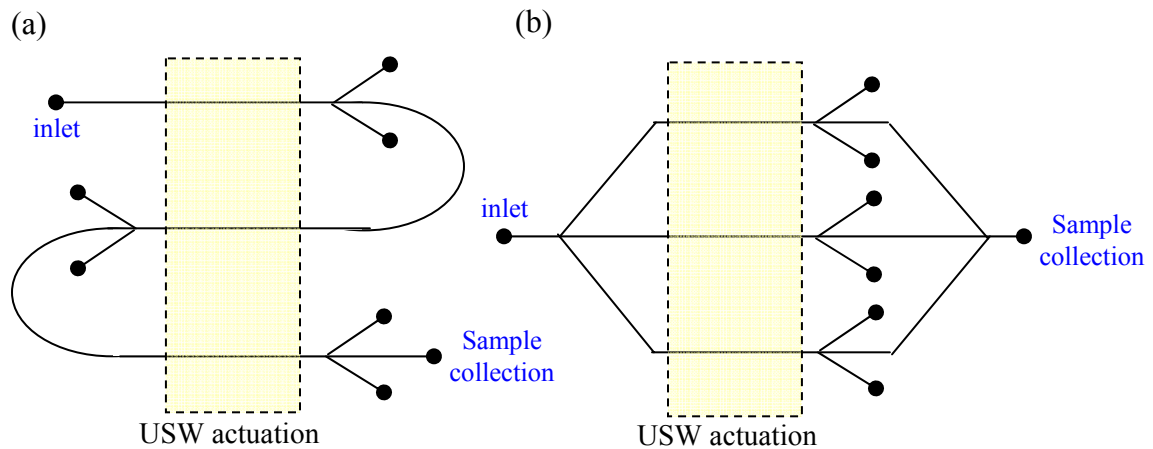 (a)
inlet
Sample
collection
USW actuation
(b)
inlet
Sample
collection
USW actuation